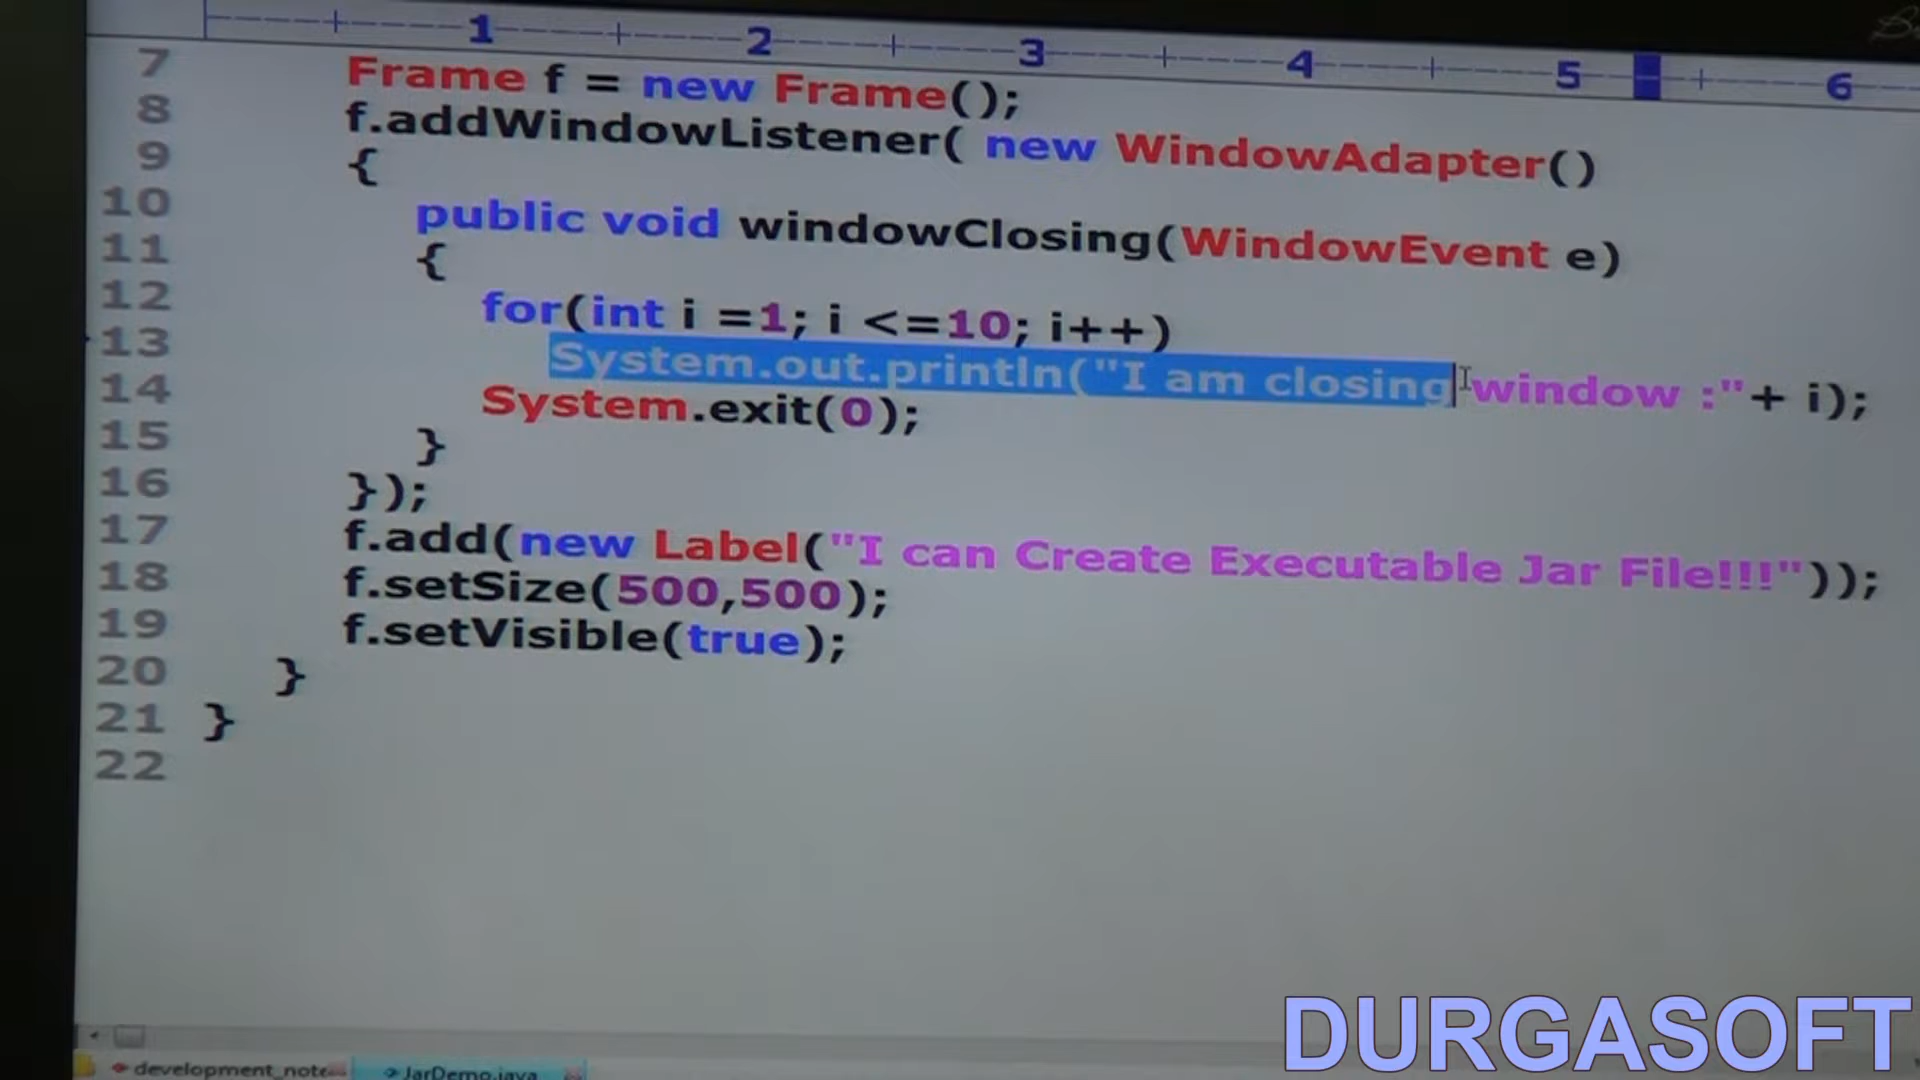 1 2 3 4 5 6
7 Frame f = new Frame();
8 f.addWindowListener( new WindowAdapter()
9 {
10 public void windowClosing(WindowEvent e)
11 {
12 for(int i =1; i <=10; i++)
13 System.out.println("I am closing window :"+ i);
14 System.exit(0);
15 }
16 });
17 f.add(new Label("I can Create Executable Jar File!!!"));
18 f.setSize(500,500);
19 f.setVisible(true);
20 }
21 }
22
DURGASOFT
development_note JarDemo.java